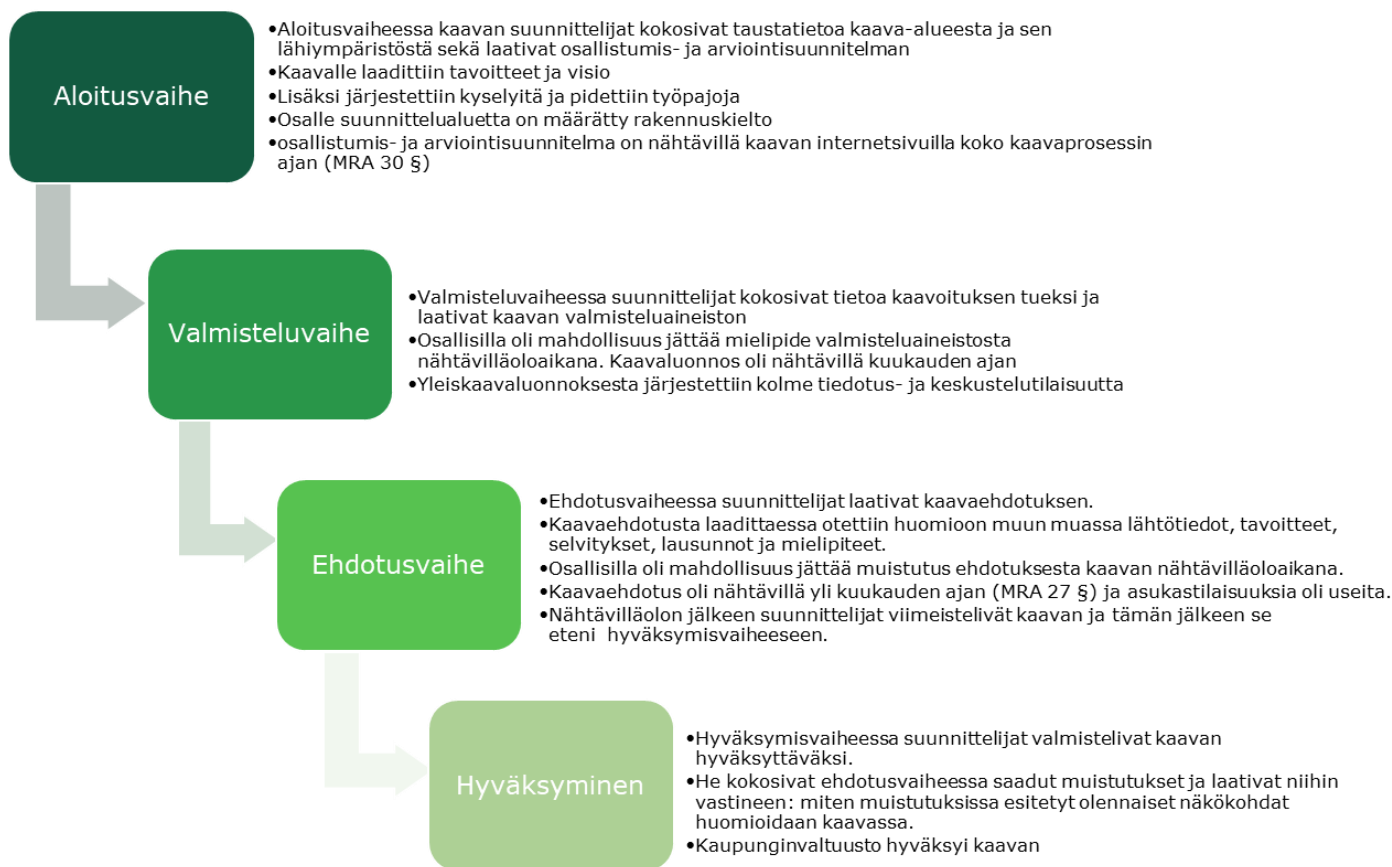 Aloitusvaihe
•Aloitusvaiheessa kaavan suunnittelijat kokosivat taustatietoa kaava-alueesta ja sen
lähiympäristöstä sekä laativat osallistumis- ja arviointisuunnitelman
•Kaavalle laadittiin tavoitteet ja visio
•Lisäksi järjestettiin kyselyitä ja pidettiin työpajoja
•Osalle suunnittelualuetta on määrätty rakennuskielto
•osallistumis- ja arviointisuunnitelma on nähtävillä kaavan internetsivuilla koko kaavaprosessin
ajan (MRA 30 §)
Valmisteluvaihe
•Valmisteluvaiheessa suunnittelijat kokosivat tietoa kaavoituksen tueksi ja
laativat kaavan valmisteluaineiston
•Osallisilla oli mahdollisuus jättää mielipide valmisteluaineistosta
nähtävilläoloaikana. Kaavaluonnos oli nähtävillä kuukauden ajan
•Yleiskaavaluonnoksesta järjestettiin kolme tiedotus- ja keskustelutilaisuutta
Ehdotusvaihe
•Ehdotusvaiheessa suunnittelijat laativat kaavaehdotuksen.
•Kaavaehdotusta laadittaessa otettiin huomioon muun muassa lähtötiedot, tavoitteet,
selvitykset, lausunnot ja mielipiteet.
•Osallisilla oli mahdollisuus jättää muistutus ehdotuksesta kaavan nähtävilläoloaikana.
•Kaavaehdotus oli nähtävillä yli kuukauden ajan (MRA 27 §) ja asukastilaisuuksia oli useita.
•Nähtävilläolon jälkeen suunnittelijat viimeistelivät kaavan ja tämän jälkeen se
eteni hyväksymisvaiheeseen.
Hyväksyminen
•Hyväksymisvaiheessa suunnittelijat valmistelivat kaavan
hyväksyttäväksi.
•He kokosivat ehdotusvaiheessa saadut muistutukset ja laativat niihin
vastineen: miten muistutuksissa esitetyt olennaiset näkökohdat
huomioidaan kaavassa.
•Kaupunginvaltuusto hyväksyi kaavan